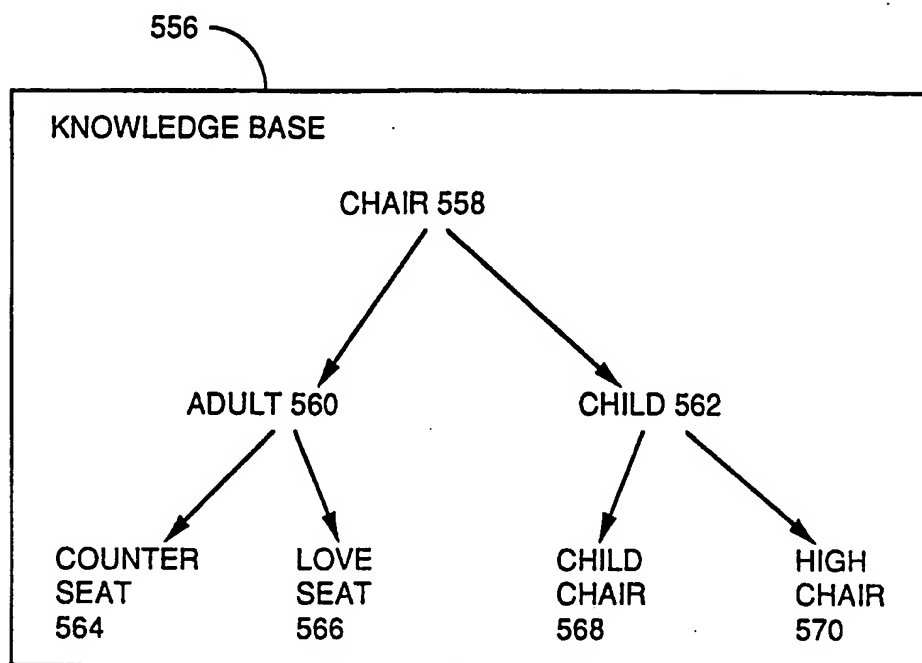 556
KNOWLEDGE BASE
CHAIR 558
ADULT 560
CHILD 562
COUNTER
SEAT
564
LOVE
SEAT
566
CHILD
CHAIR
568
HIGH
CHAIR
570